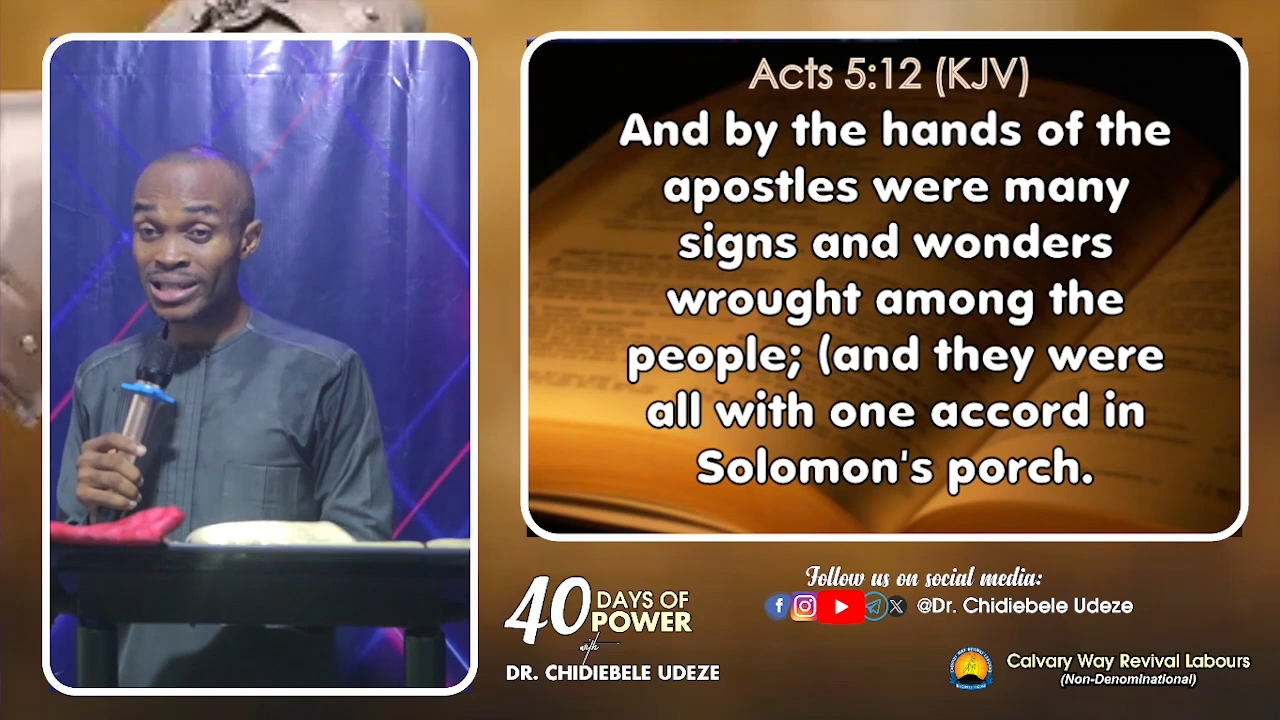 Acts 5:12 (KJV)
And by the hands of the
apostles were many
signs and wonders
wrought among the
people; (and they were
all with one accord in
Solomon's porch.
Follow us on social media:
@Dr. Chidiebele Udeze
40 DAYS OF
POWER
with
DR. CHIDIEBELE UDEZE
Calvary Way Revival Labours
(Non-Denominational)